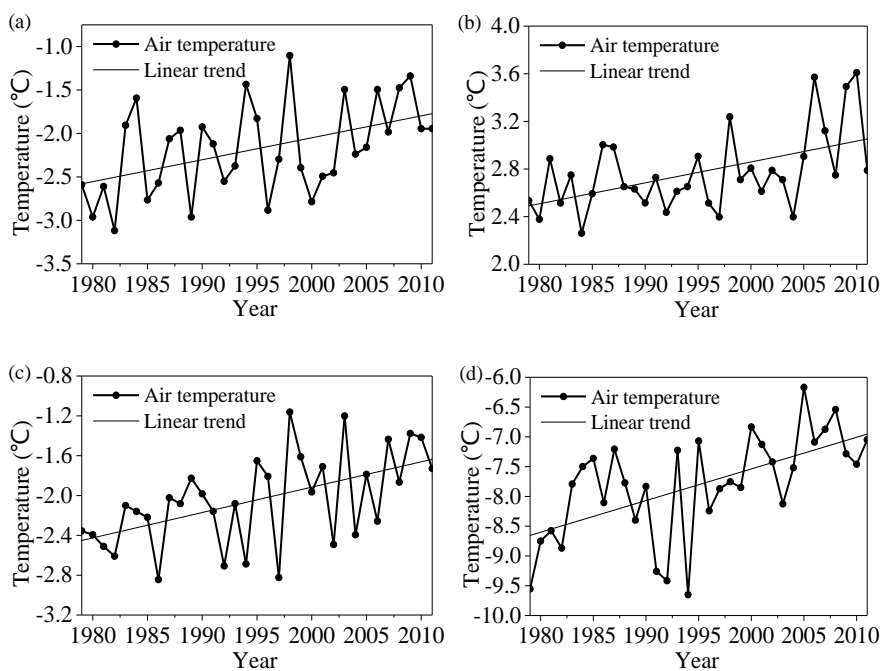 (a)
Air temperature
Linear trend
-1.0
-1.5
-2.0
-2.5
-3.0
-3.5
Temperature (℃)
1980 1985 1990 1995 2000 2005 2010
Year
(b)
Air temperature
Linear trend
4.0
3.6
3.2
2.8
2.4
2.0
Temperature (℃)
1980 1985 1990 1995 2000 2005 2010
Year
(c)
Air temperature
Linear trend
-0.8
-1.2
-1.6
-2.0
-2.4
-2.8
-3.2
Temperature (℃)
1980 1985 1990 1995 2000 2005 2010
Year
(d)
Air temperature
Linear trend
-6.0
-6.5
-7.0
-7.5
-8.0
-8.5
-9.0
-9.5
-10.0
Temperature (℃)
1980 1985 1990 1995 2000 2005 2010
Year